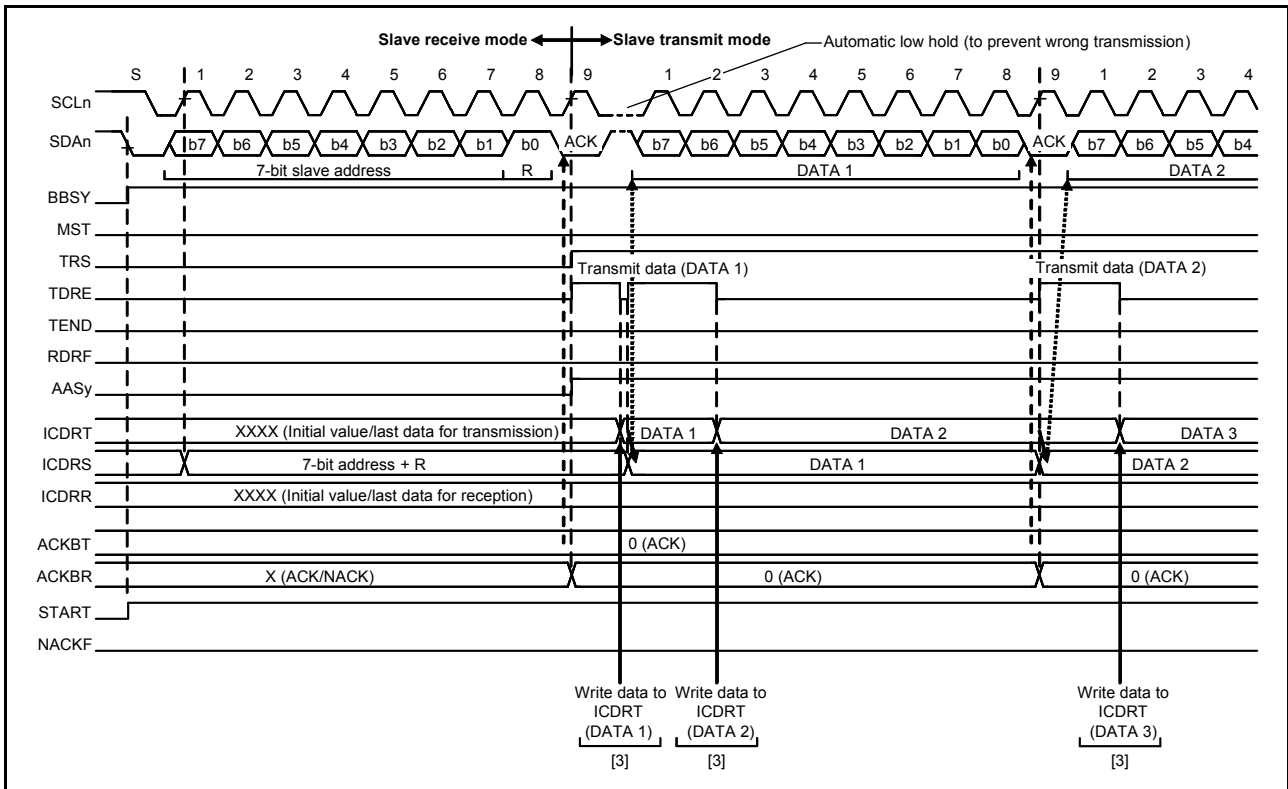 Slave receive mode Slave transmit mode Automatic low hold (to prevent wrong transmission)
S 1 2 3 4 5 6 7 8 9 1 2 3 4 5 6 7 8 9 1 2 3 4
SCLn
SDAn b7 b6 b5 b4 b3 b2 b1 b0 ACK b7 b6 b5 b4 b3 b2 b1 b0 ACK b7 b6 b5 b4
7-bit slave address R DATA 1 DATA 2
BBSY
MST
TRS
Transmit data (DATA 1) Transmit data (DATA 2)
TDRE
TEND
RDRF
AASy
ICDRT XXXX (Initial value/last data for transmission) DATA 1 DATA 2 DATA 3
ICDRS 7-bit address + R DATA 1 DATA 2
ICDRR XXXX (Initial value/last data for reception)
ACKBT 0 (ACK)
ACKBR X (ACK/NACK) 0 (ACK) 0 (ACK)
START
NACKF
Write data to Write data to Write data to
ICDRT ICDRT ICDRT
(DATA 1) (DATA 2) (DATA 3)
[3] [3] [3]